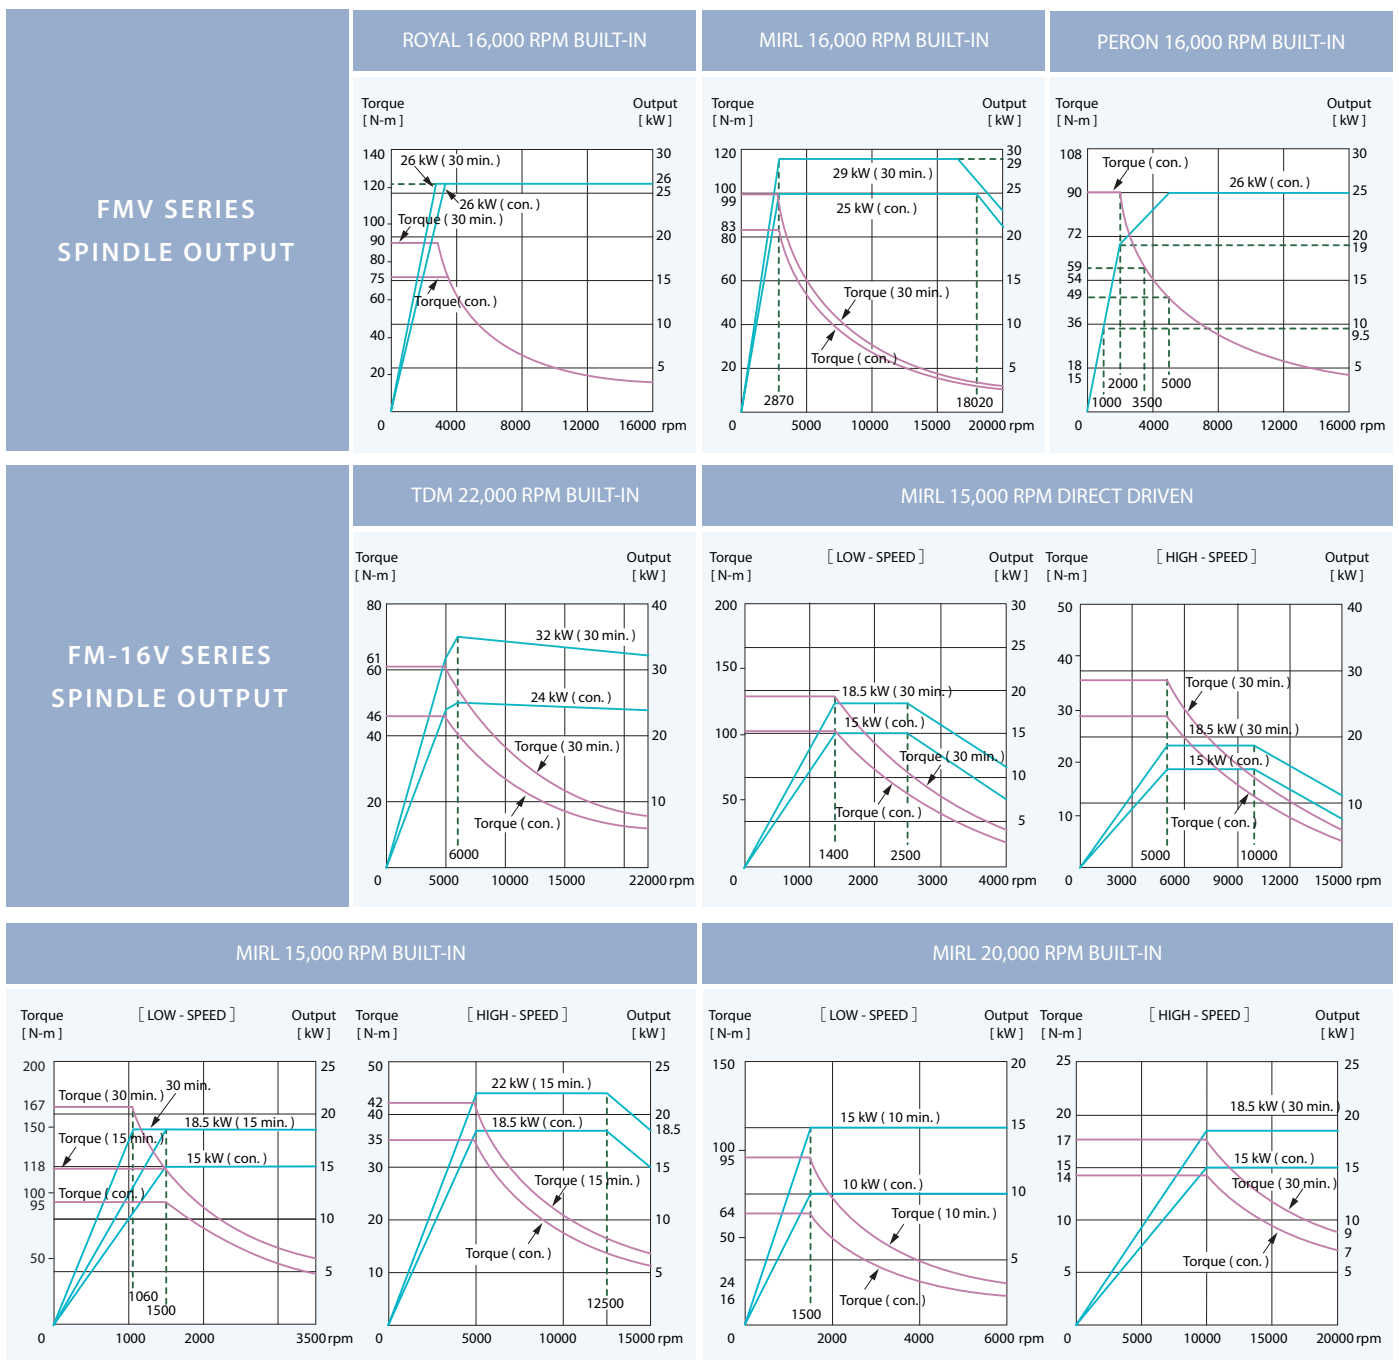 FMV SERIES
SPINDLE OUTPUT
ROYAL 16,000 RPM BUILT-IN
Torque
[ N-m ]
Output
[ kW ]
140
120
100
90
80
75
60
40
20
30
26
25
20
15
10
5
26 kW ( 30 min. )
26 kW ( con. )
Torque ( 30 min. )
Torque ( con. )
0 4000 8000 12000 16000 rpm
MIRL 16,000 RPM BUILT-IN
Torque
[ N-m ]
Output
[ kW ]
120
100
99
83
80
60
40
20
30
29
25
20
15
10
5
29 kW ( 30 min. )
25 kW ( con. )
Torque ( 30 min. )
Torque ( con. )
2870
18020
0 5000 10000 15000 20000 rpm
PERON 16,000 RPM BUILT-IN
Torque
[ N-m ]
Output
[ kW ]
108
90
72
59
54
49
36
18
15
30
25
20
19
15
10
9.5
5
Torque ( con. )
26 kW ( con. )
2000 5000
1000 3500
0 4000 8000 12000 16000 rpm
FM-16V SERIES
SPINDLE OUTPUT
TDM 22,000 RPM BUILT-IN
Torque
[ N-m ]
Output
[ kW ]
80
61
60
46
40
20
40
30
20
10
32 kW ( 30 min. )
24 kW ( con. )
Torque ( 30 min. )
Torque ( con. )
6000
0 5000 10000 15000 22000 rpm
MIRL 15,000 RPM DIRECT DRIVEN
Torque
[ N-m ]
[ LOW - SPEED ]
Output
[ kW ]
200
150
100
50
30
25
20
15
10
5
18.5 kW ( 30 min. )
15 kW ( con. )
Torque ( 30 min. )
Torque ( con. )
1400 2500
0 1000 2000 3000 4000 rpm
Torque
[ N-m ]
[ HIGH - SPEED ]
Output
[ kW ]
50
40
30
20
10
40
30
20
10
Torque ( 30 min. )
18.5 kW ( 30 min. )
15 kW ( con. )
Torque ( con. )
5000 10000
0 3000 6000 9000 12000 15000 rpm
MIRL 15,000 RPM BUILT-IN
Torque
[ N-m ]
[ LOW - SPEED ]
Output
[ kW ]
200
167
150
118
100
95
50
25
20
15
10
5
Torque ( 30 min. )
30 min.
18.5 kW ( 15 min. )
Torque ( 15 min. )
15 kW ( con. )
Torque ( con. )
1060
1500
0 1000 2000 3500 rpm
Torque
[ N-m ]
[ HIGH - SPEED ]
Output
[ kW ]
50
42
40
35
30
20
10
25
20
18.5
15
10
5
22 kW ( 15 min. )
18.5 kW ( con. )
Torque ( 15 min. )
Torque ( con. )
12500
0 5000 10000 15000 rpm
MIRL 20,000 RPM BUILT-IN
Torque
[ N-m ]
[ LOW - SPEED ]
Output
[ kW ]
150
100
95
64
50
24
16
20
15
10
5
15 kW ( 10 min. )
10 kW ( con. )
Torque ( 10 min. )
Torque ( con. )
1500
0 2000 4000 6000 rpm
Torque
[ N-m ]
[ HIGH - SPEED ]
Output
[ kW ]
25
20
17
15
14
10
5
25
20
15
10
9
7
5
18.5 kW ( 30 min. )
15 kW ( con. )
Torque ( 30 min. )
Torque ( con. )
0 5000 10000 15000 20000 rpm